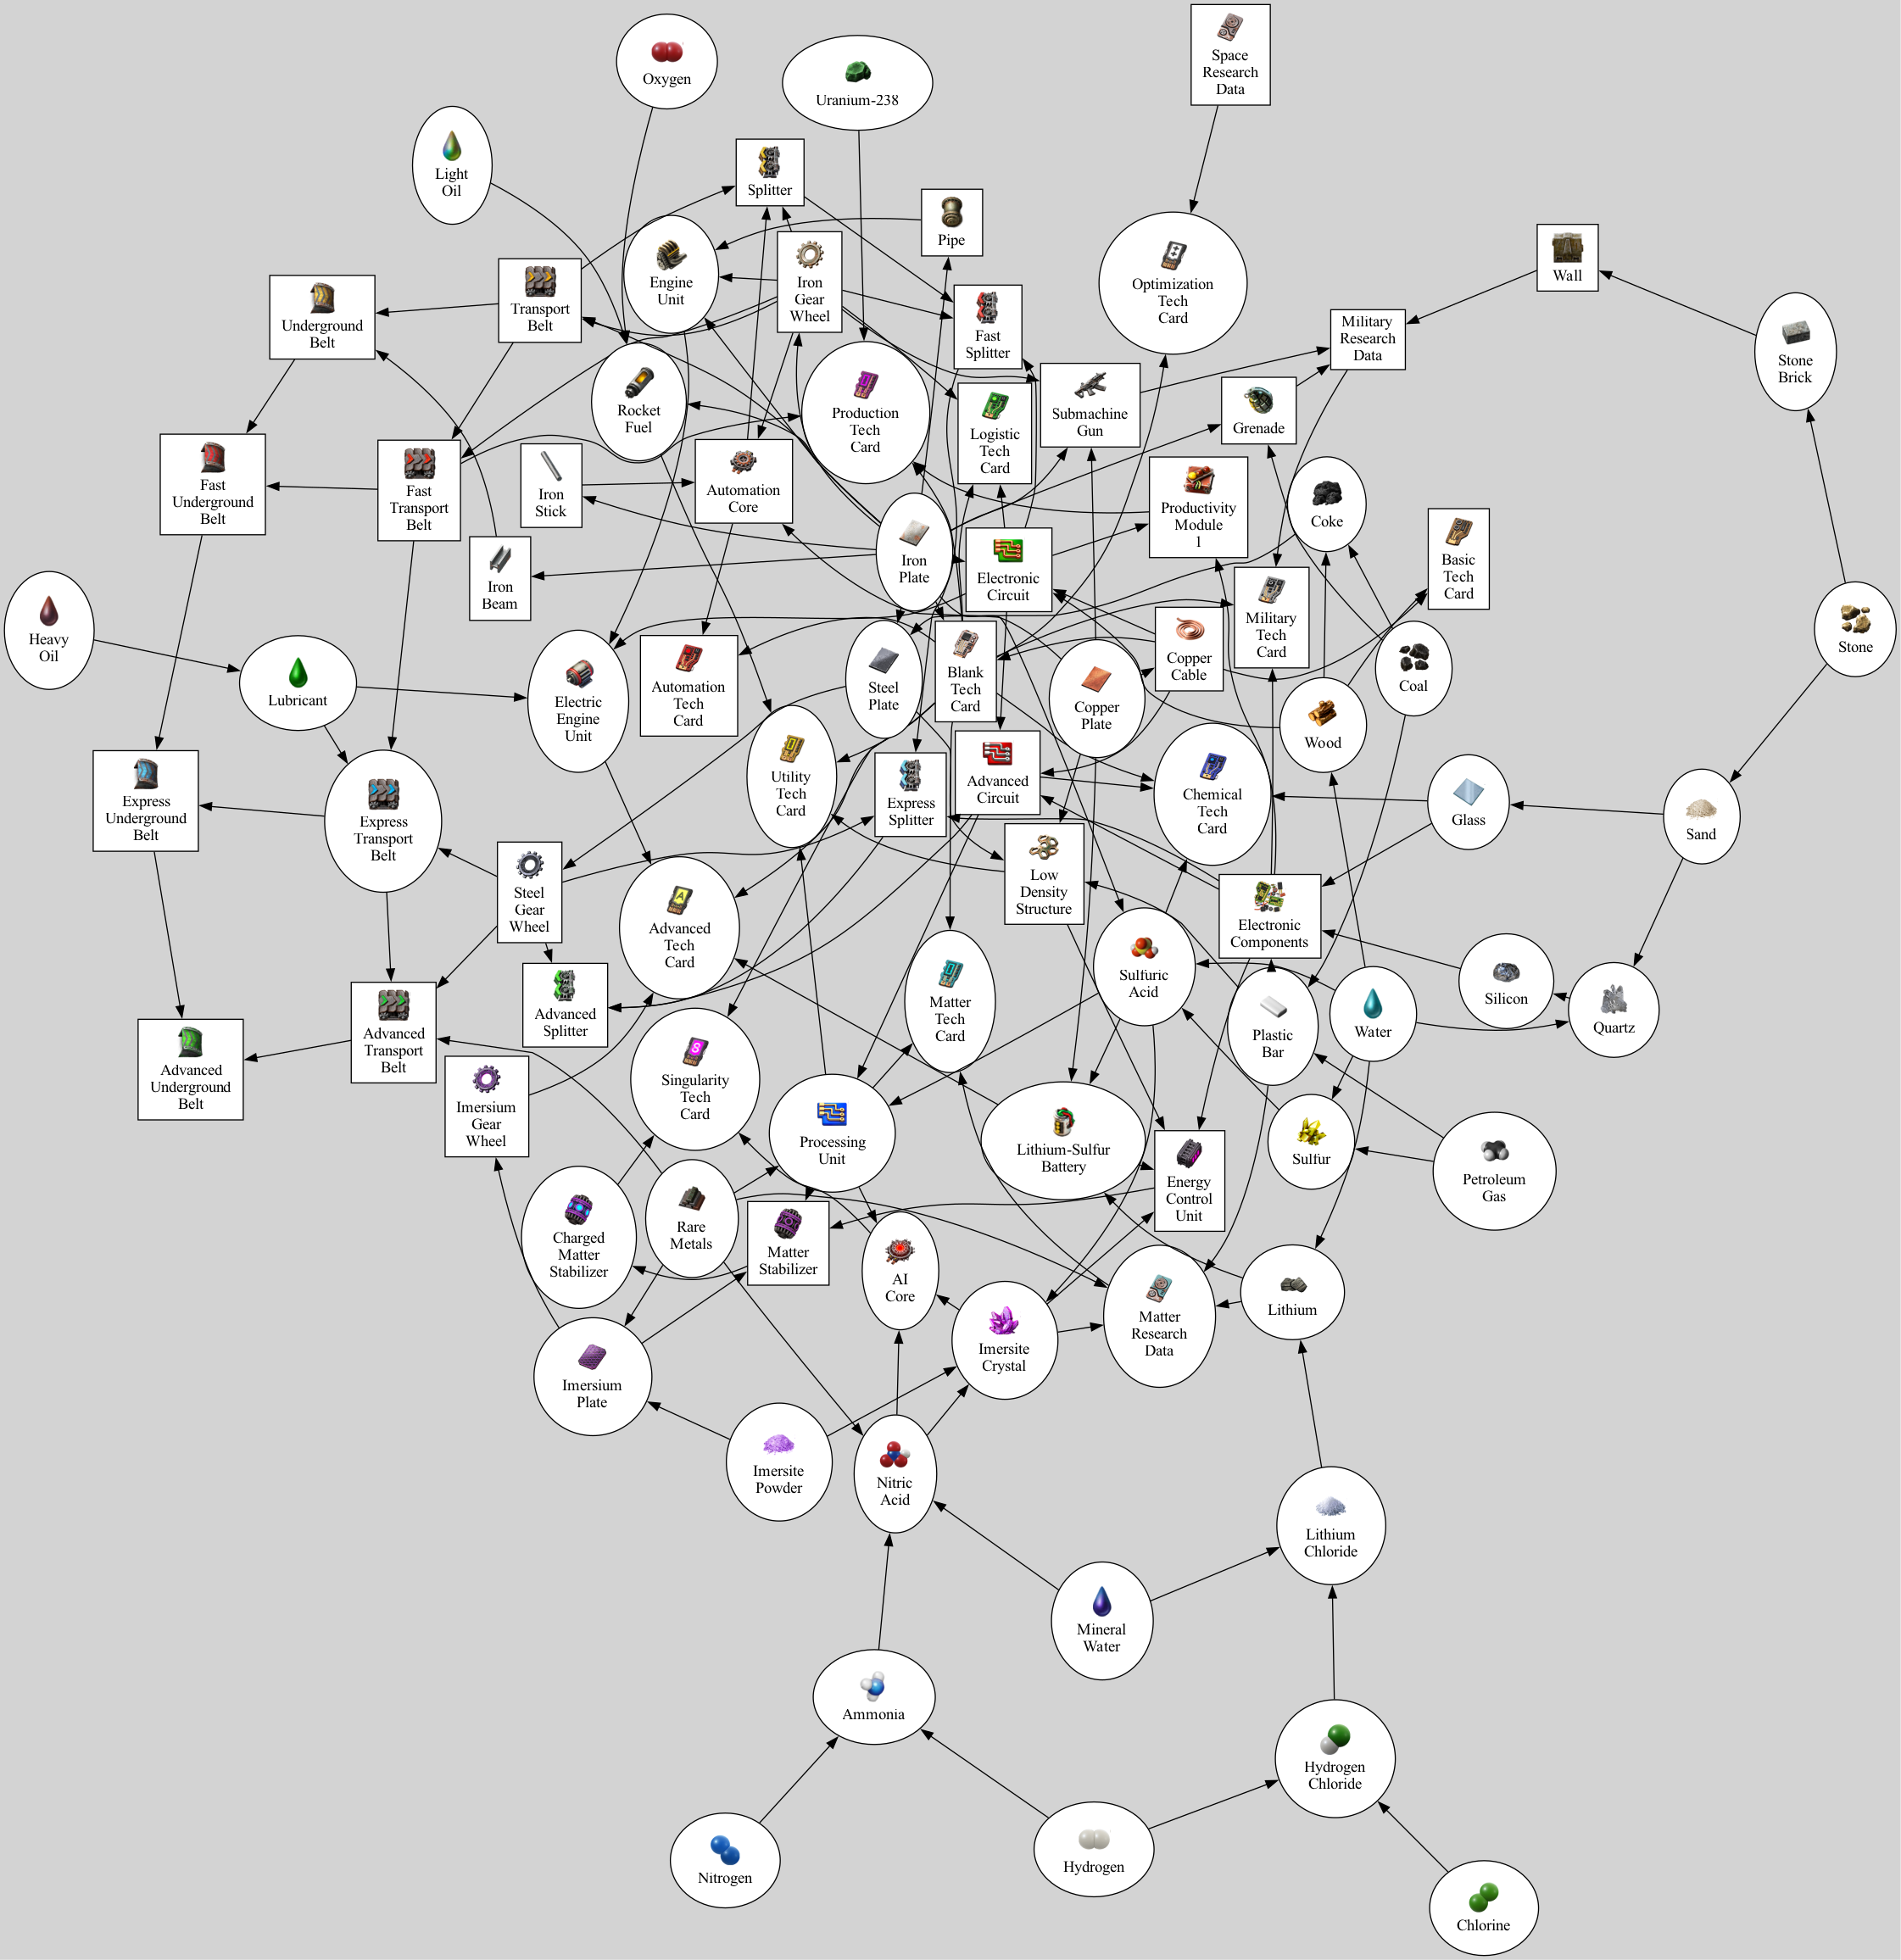 Space
Research
Data
Oxygen
Uranium-238
Light
Oil
Splitter
Pipe
Wall
Engine
Unit
Iron
Gear
Wheel
Optimization
Tech
Card
Underground
Belt
Transport
Belt
Fast
Splitter
Military
Research
Data
Stone
Brick
Rocket
Fuel
Production
Tech
Card
Logistic
Tech
Card
Submachine
Gun
Grenade
Fast
Underground
Belt
Fast
Transport
Belt
Iron
Stick
Automation
Core
Productivity
Module
1
Coke
Iron
Plate
Electronic
Circuit
Basic
Tech
Card
Iron
Beam
Heavy
Oil
Lubricant
Electric
Engine
Unit
Automation
Tech
Card
Steel
Plate
Blank
Tech
Card
Copper
Plate
Copper
Cable
Military
Tech
Card
Coal
Stone
Wood
Express
Underground
Belt
Express
Transport
Belt
Utility
Tech
Card
Express
Splitter
Advanced
Circuit
Chemical
Tech
Card
Glass
Sand
Steel
Gear
Wheel
Advanced
Tech
Card
Low
Density
Structure
Electronic
Components
Advanced
Underground
Belt
Advanced
Transport
Belt
Advanced
Splitter
Matter
Tech
Card
Sulfuric
Acid
Plastic
Bar
Water
Silicon
Quartz
Imersium
Gear
Wheel
Singularity
Tech
Card
Processing
Unit
Lithium-Sulfur
Battery
Energy
Control
Unit
Sulfur
Petroleum
Gas
Charged
Matter
Stabilizer
Rare
Metals
Matter
Stabilizer
AI
Core
Imersite
Crystal
Matter
Research
Data
Lithium
Imersium
Plate
Imersite
Powder
Nitric
Acid
Lithium
Chloride
Mineral
Water
Ammonia
Hydrogen
Chloride
Nitrogen
Hydrogen
Chlorine